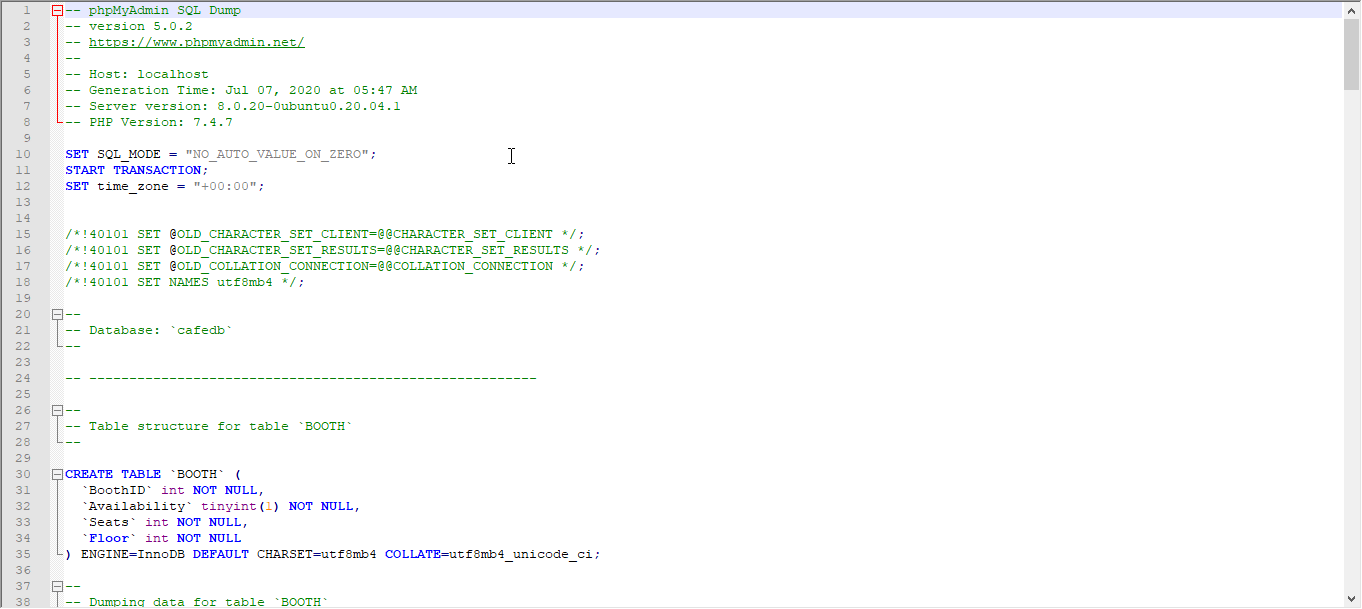 1 -- phpMyAdmin SQL Dump
2 -- version 5.0.2
3 -- https://www.phpmyadmin.net/
4 --
5 -- Host: localhost
6 -- Generation Time: Jul 07, 2020 at 05:47 AM
7 -- Server version: 8.0.20-0ubuntu0.20.04.1
8 -- PHP Version: 7.4.7
9
10 SET SQL_MODE = "NO_AUTO_VALUE_ON_ZERO";
11 START TRANSACTION;
12 SET time_zone = "+00:00";
13
14
15 /*!40101 SET @OLD_CHARACTER_SET_CLIENT=@@CHARACTER_SET_CLIENT */;
16 /*!40101 SET @OLD_CHARACTER_SET_RESULTS=@@CHARACTER_SET_RESULTS */;
17 /*!40101 SET @OLD_COLLATION_CONNECTION=@@COLLATION_CONNECTION */;
18 /*!40101 SET NAMES utf8mb4 */;
19
20 --
21 -- Database: `cafedb`
22 --
23
24 -- --------------------------------------------------------
25
26 --
27 -- Table structure for table `BOOTH`
28 --
29
30 CREATE TABLE `BOOTH` (
31   `BoothID` int NOT NULL,
32   `Availability` tinyint(1) NOT NULL,
33   `Seats` int NOT NULL,
34   `Floor` int NOT NULL
35 ) ENGINE=InnoDB DEFAULT CHARSET=utf8mb4 COLLATE=utf8mb4_unicode_ci;
36
37 --
38 -- Dumping data for table `BOOTH`